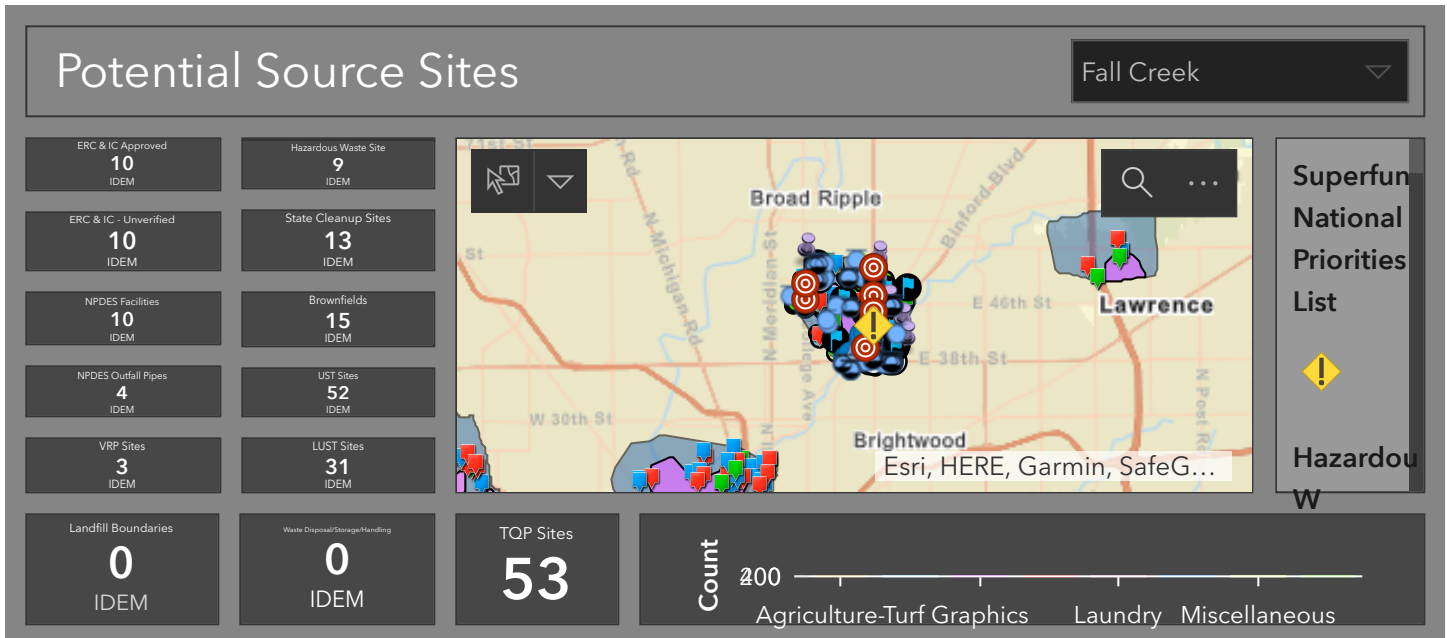 Potential Source Sites
Fall Creek
ERC & IC Approved
10
IDEM
Hazardous Waste Site
9
IDEM
ERC & IC - Unverified
10
IDEM
State Cleanup Sites
13
IDEM
NPDES Facilities
10
IDEM
Brownfields
15
IDEM
NPDES Outfall Pipes
4
IDEM
UST Sites
52
IDEM
VRP Sites
3
IDEM
LUST Sites
31
IDEM
Landfill Boundaries
0
IDEM
Waste Disposal/Storage/Handling
0
IDEM
71st St
N Michigan Rd
N Meridian St
Binford Blvd
Broad Ripple
St
E 46th St
Lawrence
E 38th St
W 30th St
N Post Rd
Brightwood
Esri, HERE, Garmin, SafeG...
Superfun
National
Priorities
List
Hazardou
W
TQP Sites
53
Count
Agriculture-Turf Graphics Laundry Miscellaneous